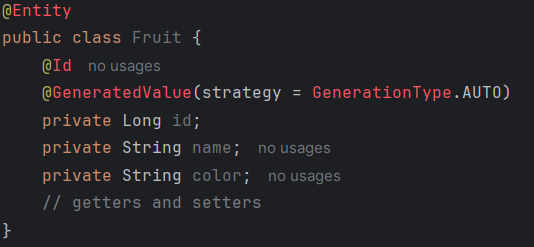 @Entity
public class Fruit {
@Id no usages
@GeneratedValue(strategy = GenerationType.AUTO)
private Long id;
private String name; no usages
private String color; no usages
// getters and setters
}